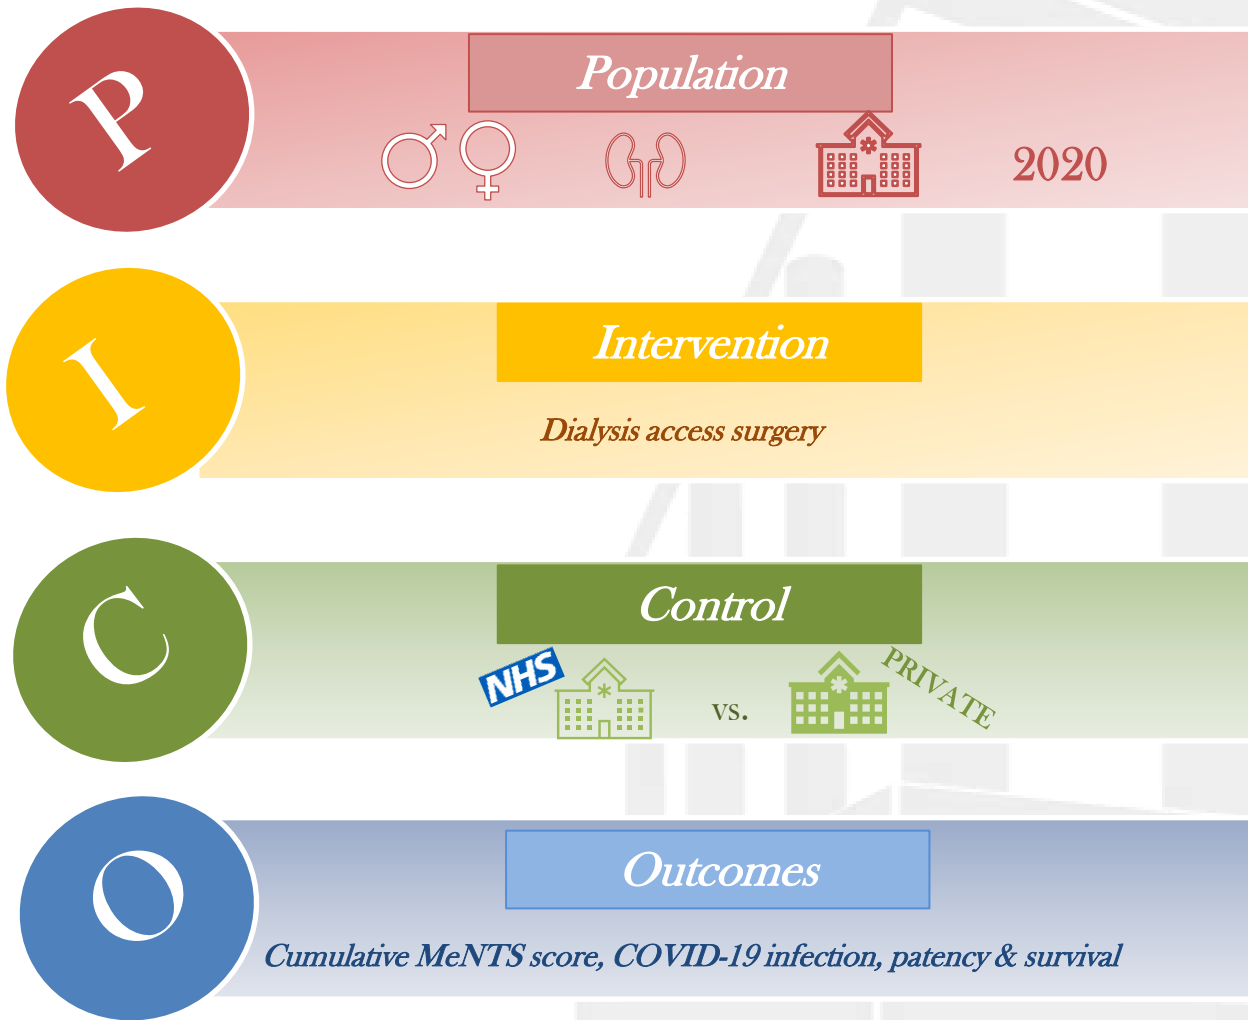 P
Population
2020
I
Intervention
Dialysis access surgery
C
Control
NHS
vs.
PRIVATE
O
Outcomes
Cumulative MeNTS score, COVID-19 infection, patency & survival